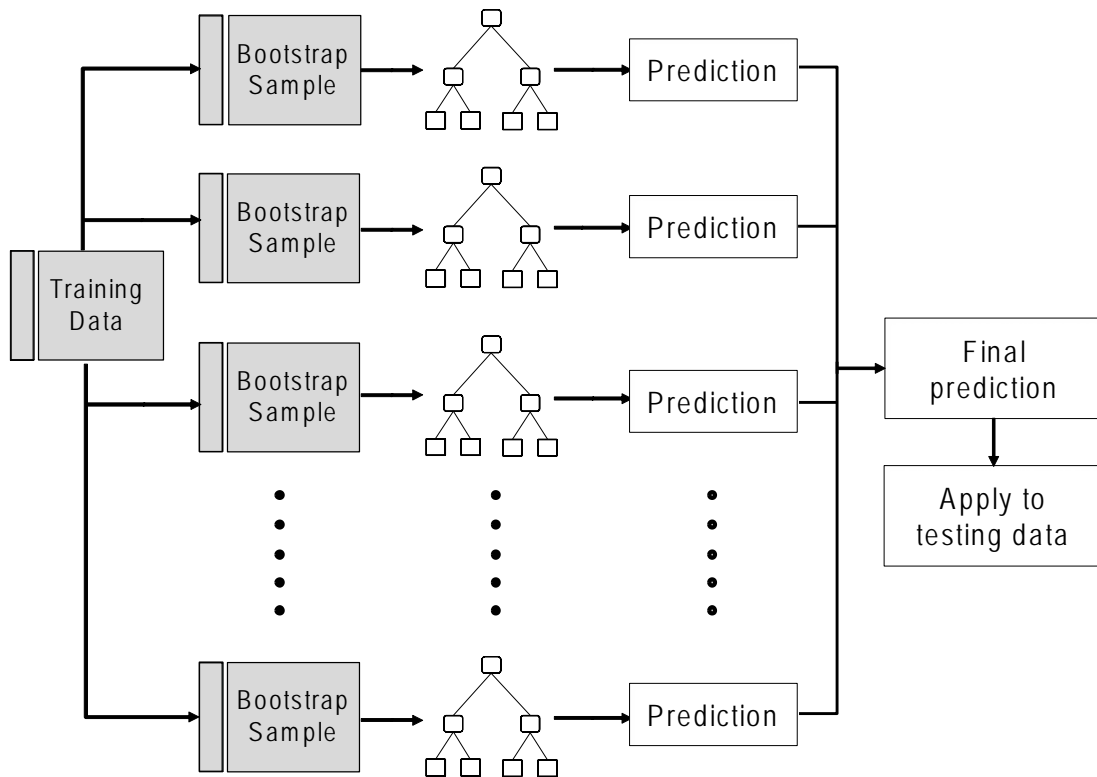 Bootstrap
Sample
Prediction
Bootstrap
Sample
Prediction
Training
Data
Bootstrap
Sample
Prediction
Final
prediction
Apply to
testing data
Bootstrap
Sample
Prediction